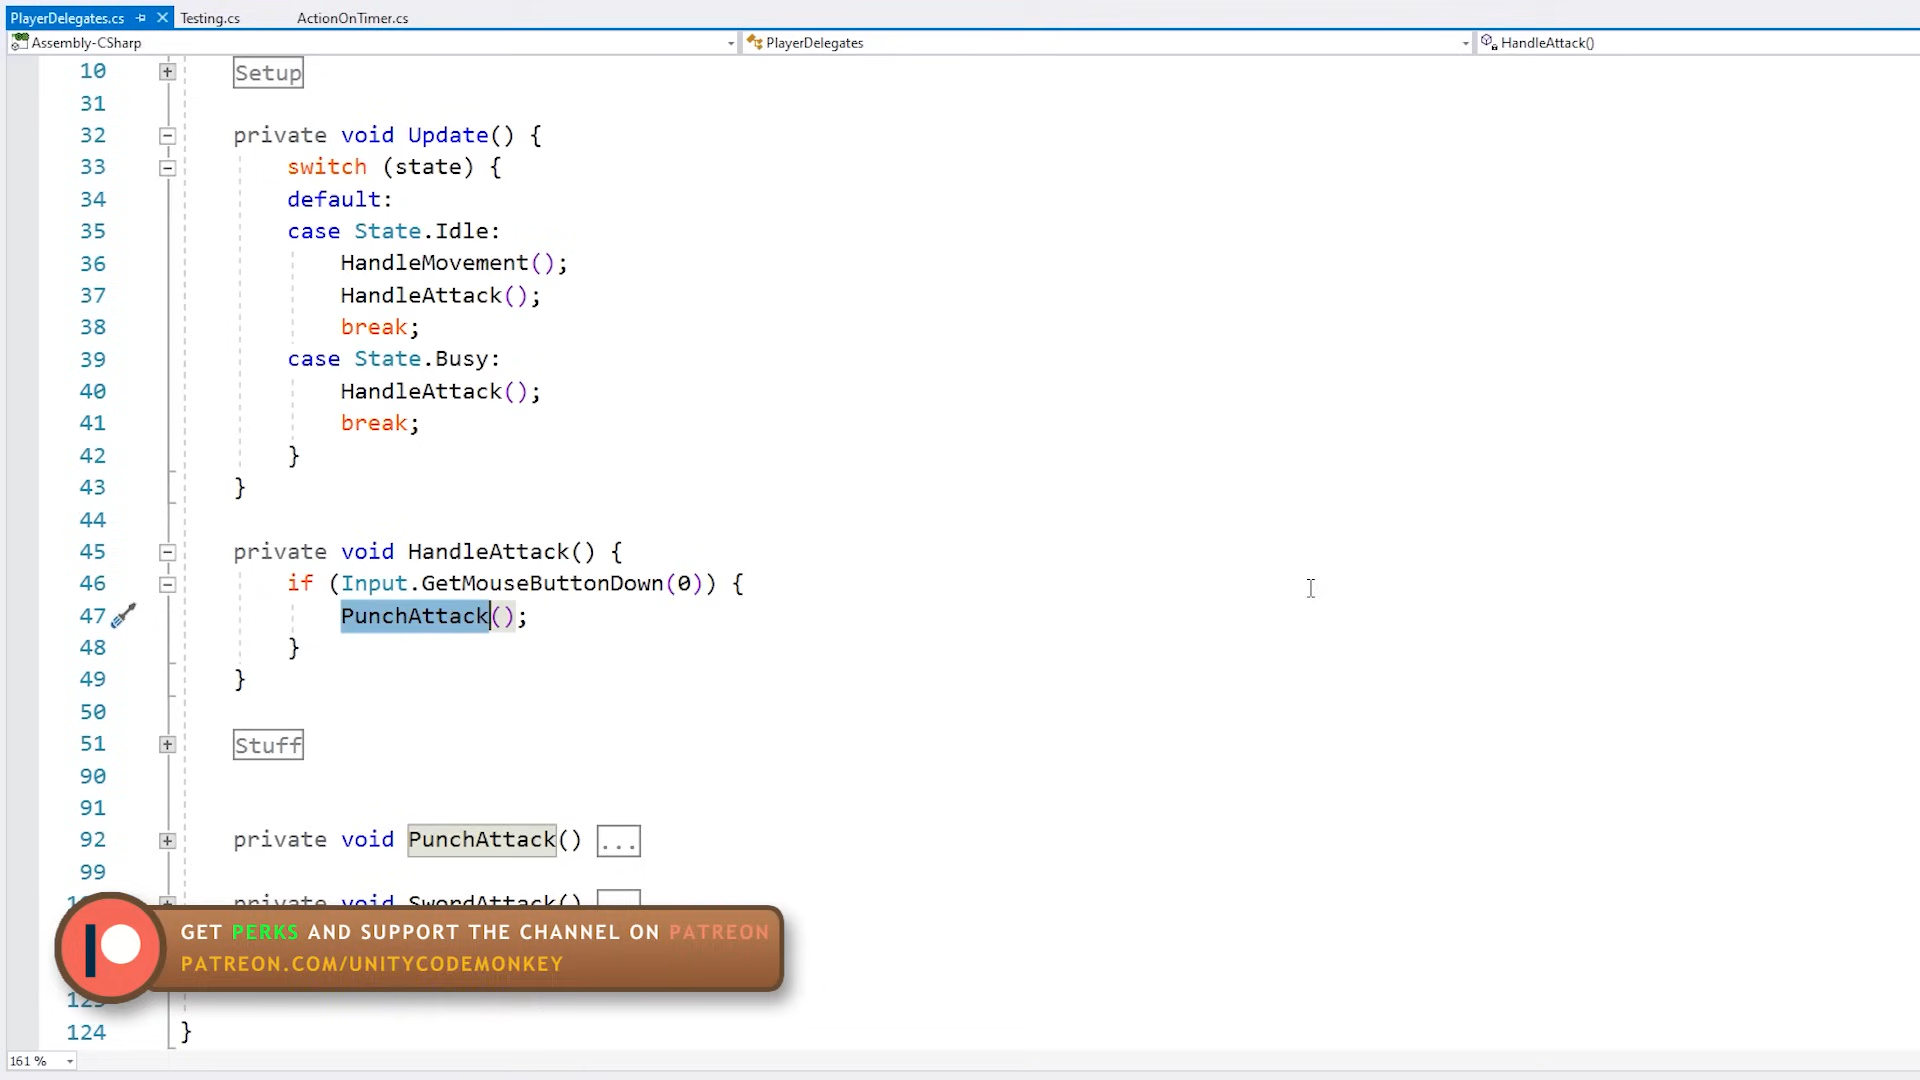 PlayerDelegates.cs Testing.cs ActionOnTimer.cs
Assembly-CSharp PlayerDelegates HandleAttack()
10 Setup
31
32 private void Update() {
33 switch (state) {
34 default:
35 case State.Idle:
36 HandleMovement();
37 HandleAttack();
38 break;
39 case State.Busy:
40 HandleAttack();
41 break;
42 }
43 }
44
45 private void HandleAttack() {
46 if (Input.GetMouseButtonDown(0)) {
47 PunchAttack();
48 }
49 }
50
51 Stuff
90
91
92 private void PunchAttack() ...
99
private void SwordAttack()
GET PERKS AND SUPPORT THE CHANNEL ON PATREON
PATREON.COM/UNITYCODEMONKEY
124 }
161 %